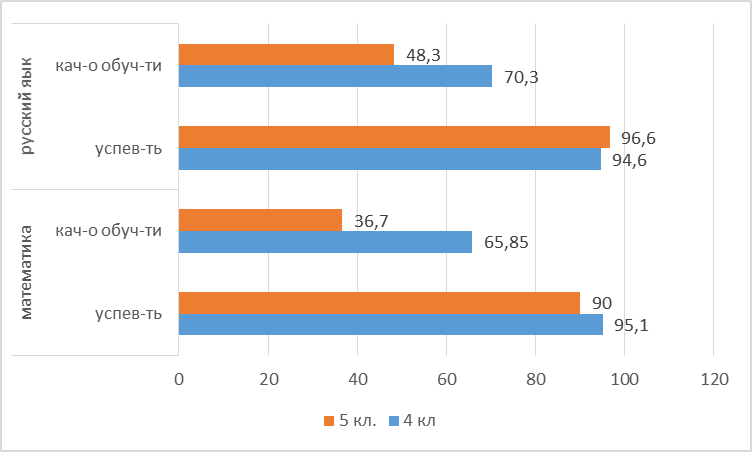 русский язык
кач-о обуч-ти
48,3
70,3
успев-ть
96,6
94,6
математика
кач-о обуч-ти
36,7
65,85
успев-ть
90
95,1
0 20 40 60 80 100 120
5 кл. 4 кл